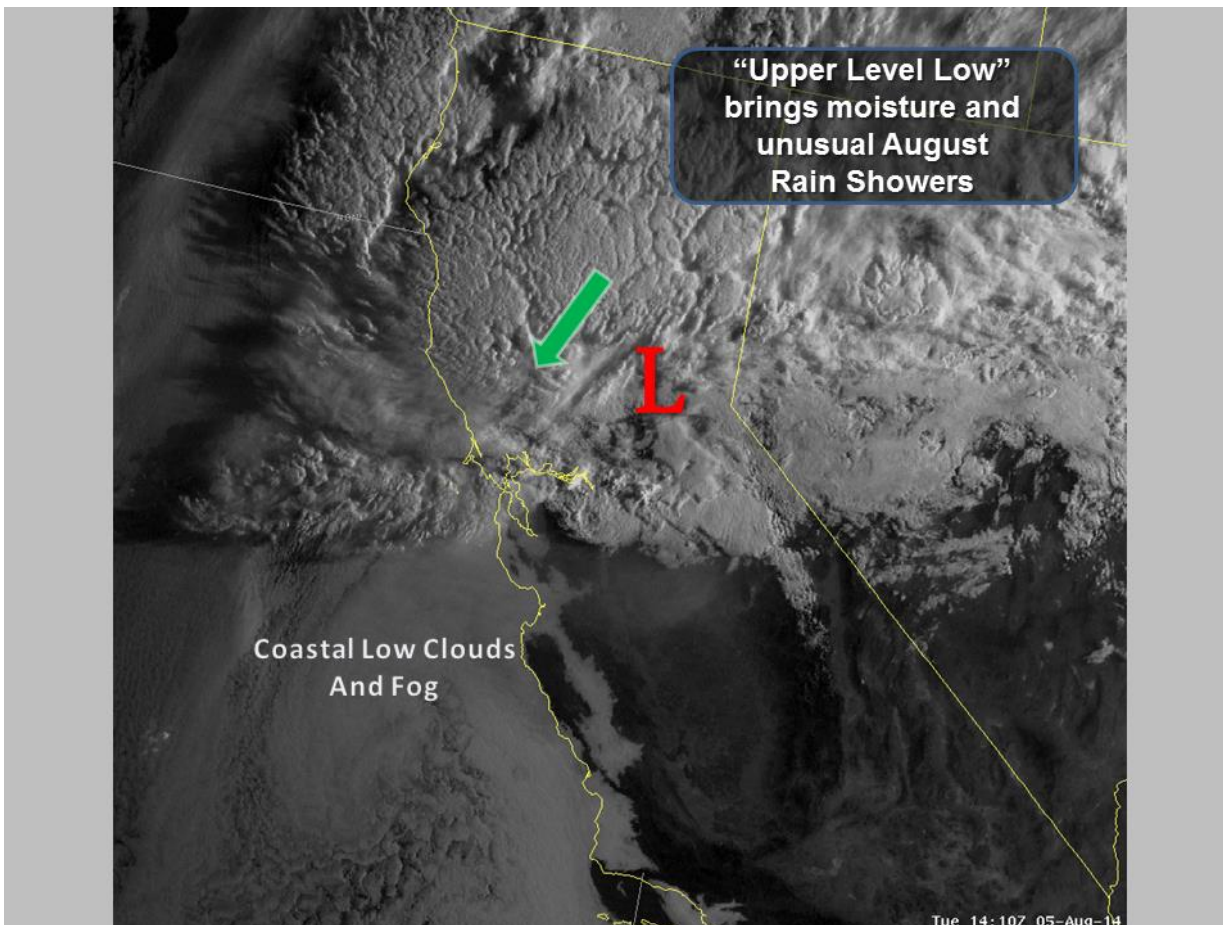 “Upper Level Low”
brings moisture and
unusual August
Rain Showers
L
Coastal Low Clouds
And Fog
Tue 14:10Z 05-Aug-14